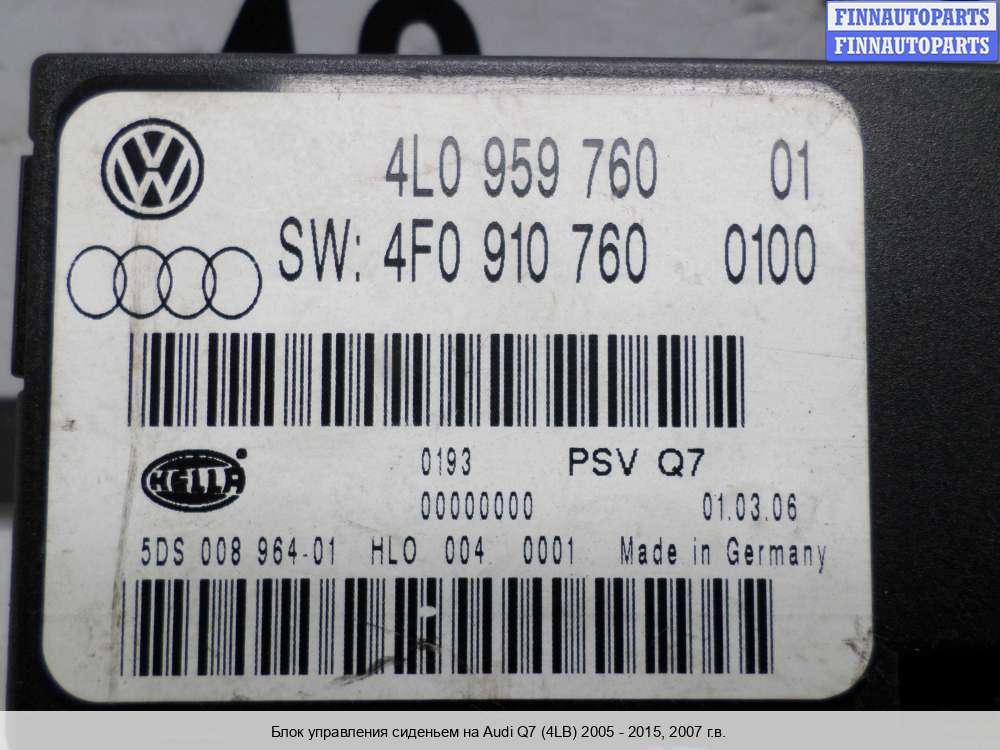 FINNAUTOPARTS
FINNAUTOPARTS
4L0 959 760 01
SW: 4F0 910 760 0100
HELLA
0193 PSV Q7
00000000 01.03.06
5DS 008 964-01 HLO 004 0001 Made in Germany
Блок управления сиденьем на Audi Q7 (4LB) 2005 - 2015, 2007 г.в.